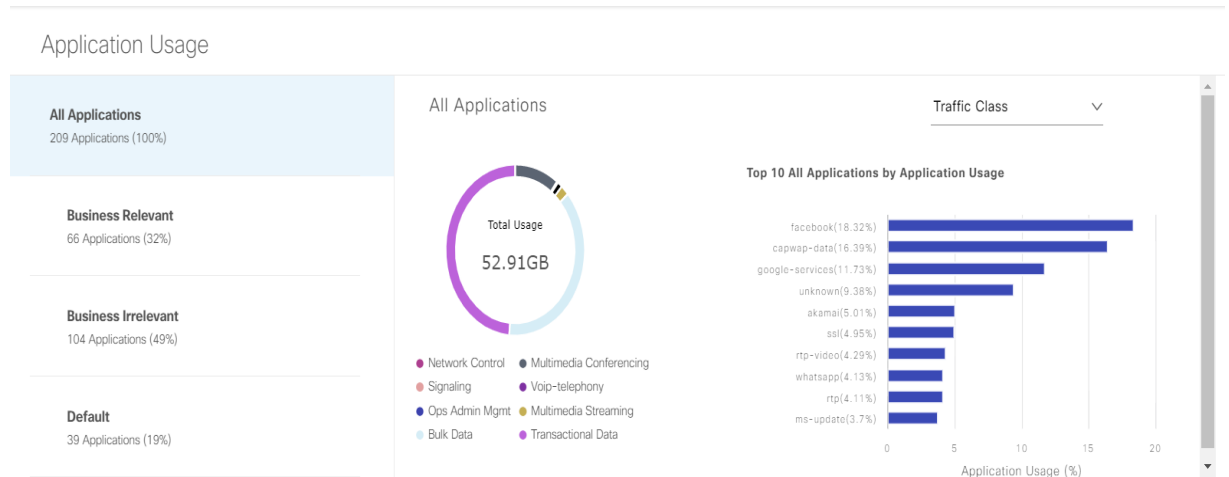 Application Usage
All Applications
209 Applications (100%)
Business Relevant
66 Applications (32%)
Business Irrelevant
104 Applications (49%)
Default
39 Applications (19%)
All Applications
Traffic Class
Total Usage
52.91GB
Network Control
Multimedia Conferencing
Signaling
Voip-telephony
Ops Admin Mgmt
Multimedia Streaming
Bulk Data
Transactional Data
Top 10 All Applications by Application Usage
facebook(18.32%)
capwap-data(16.39%)
google-services(11.73%)
unknown(9.38%)
akamai(5.01%)
ssl(4.95%)
rtp-video(4.29%)
whatsapp(4.13%)
rtp(4.11%)
ms-update(3.7%)
0 5 10 15 20
Application Usage (%)